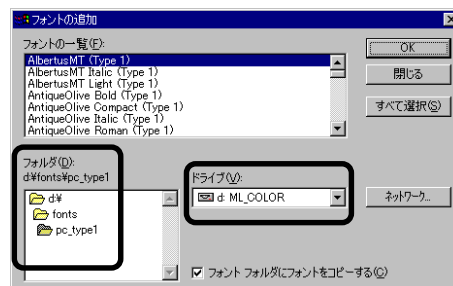 フォントの追加
フォントの一覧(F):
AlbertusMT (Type 1)
AlbertusMT Italic (Type 1)
AlbertusMT Light (Type 1)
AntiqueOlive Bold (Type 1)
AntiqueOlive Compact (Type 1)
AntiqueOlive Italic (Type 1)
AntiqueOlive Roman (Type 1)
OK
閉じる
すべて選択(S)
フォルダ(D):
d¥fonts¥pc_type1
d¥
fonts
pc_type1
ドライブ(V):
d: ML_COLOR
ネットワーク...
フォント フォルダにフォントをコピーする(C)